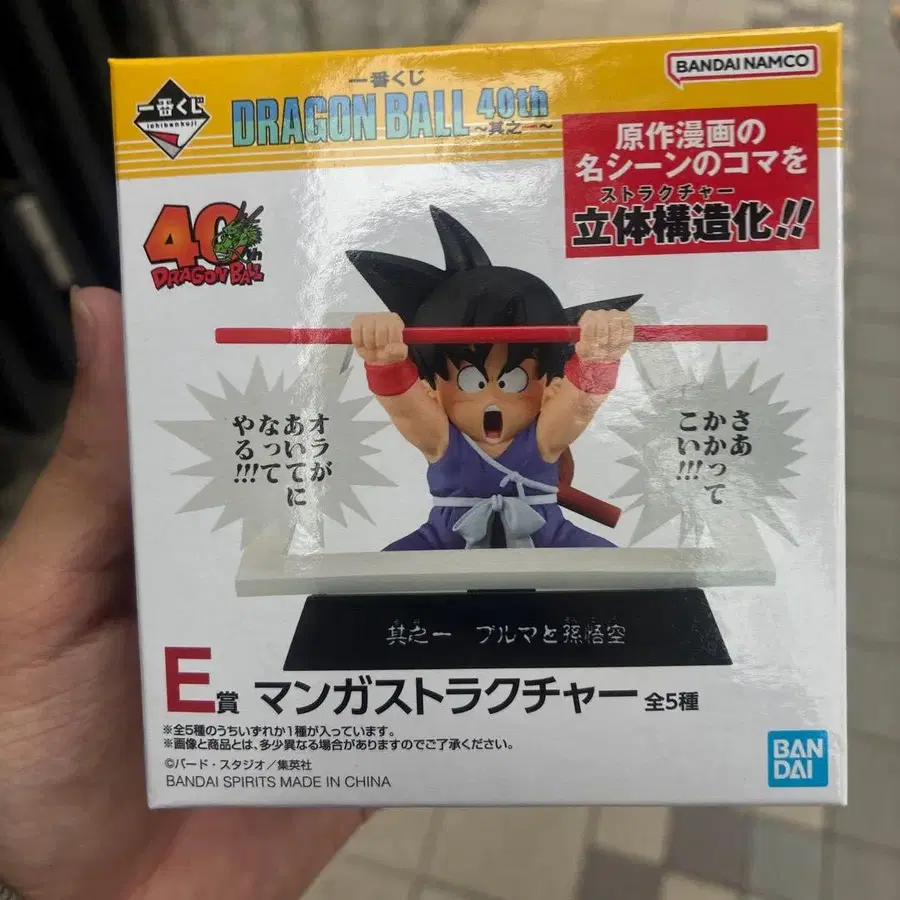 一番くじ
ichibankuji
一番くじ
DRAGON BALL 40th
~其之一~
BANDAI NAMCO
原作漫画の
名シーンのコマを
ストラクチャー
立体構造化!!
40th
DRAGON BALL
さあ
かかって
こい!!!
オラが
あいてに
なって
やる!!!
其之一 ブルマと孫悟空
E賞 マンガストラクチャー 全5種
※全5種のうちいずれか1種が入っています。
※画像と商品とは、多少異なる場合がありますのでご了承ください。
©バード・スタジオ/集英社
BANDAI SPIRITS MADE IN CHINA
BAN
DAI